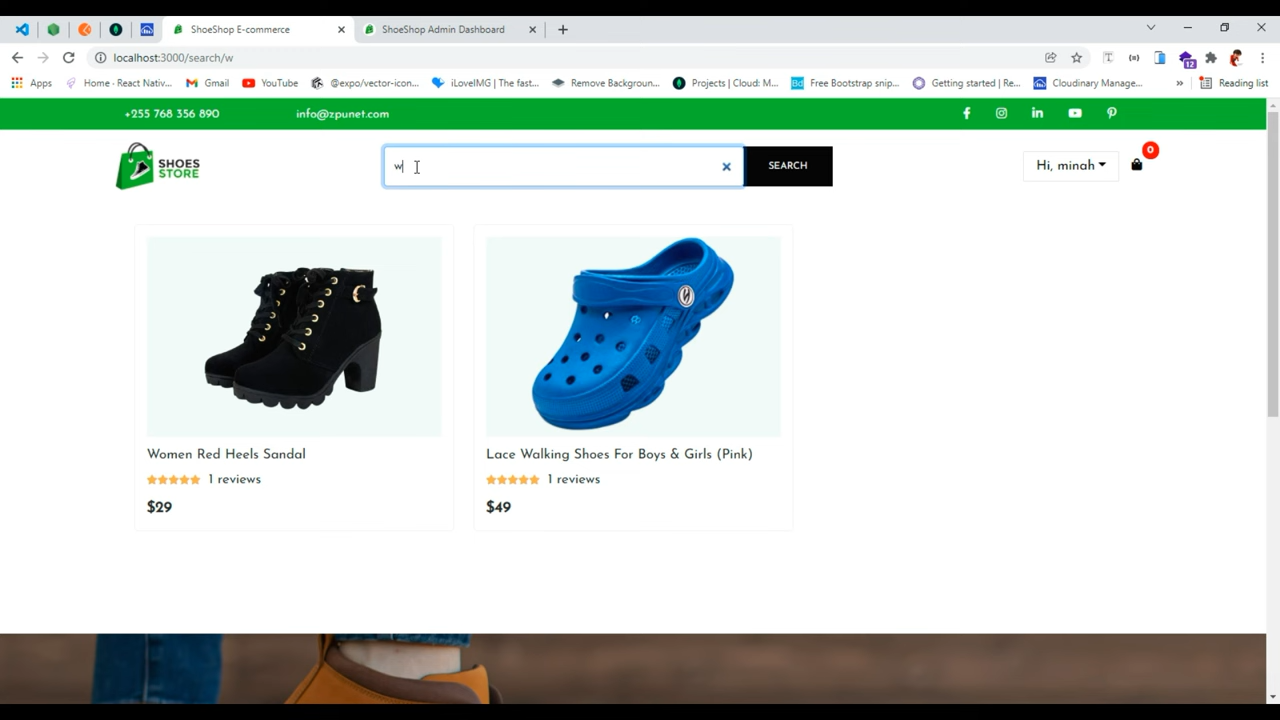 ShoeShop E-commerce
ShoeShop Admin Dashboard
localhost:3000/search/w
12
Apps
Home - React Nativ...
Gmail
YouTube
@expo/vector-icon...
iLoveIMG | The fast...
Remove Backgroun...
Projects | Cloud: M...
Bd
Free Bootstrap snip...
Getting started | Re...
Cloudinary Manage...
»
Reading list
+255 768 356 890
info@zpunet.com
SHOES
STORE
w
SEARCH
Hi, minah
0
Women Red Heels Sandal
1 reviews
$29
Lace Walking Shoes For Boys & Girls (Pink)
1 reviews
$49